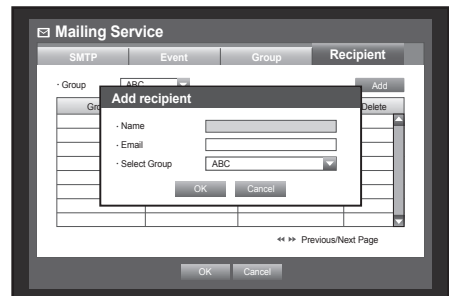 Mailing Service
SMTP Event Group Recipient
· Group ABC Add
Delete
Add recipient
· Name
· Email
· Select Group ABC
OK Cancel
Previous/Next Page
OK Cancel